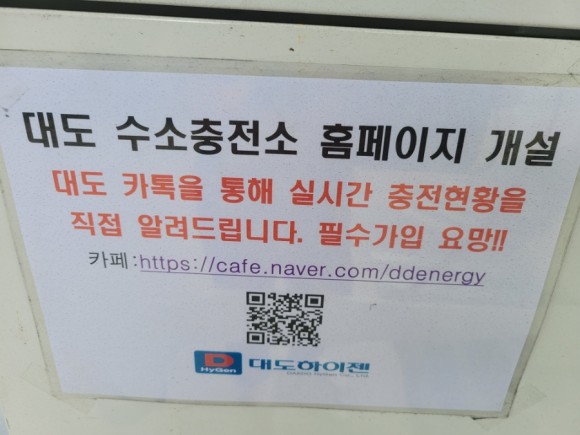 대도 수소충전소 홈페이지 개설
대도 카톡을 통해 실시간 충전현황을
직접 알려드립니다. 필수가입 요망!!
카페:https://cafe.naver.com/ddenergy
D
HyGen
대도하이젠